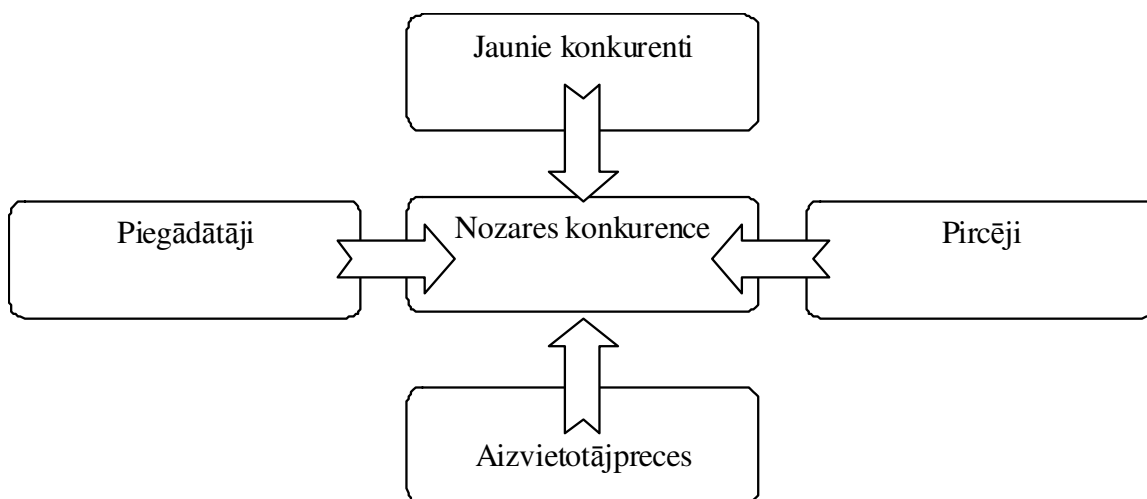 Jaunie konkurenti
Piegādātāji
Nozares konkurence
Pircēji
Aizvietotājpreces